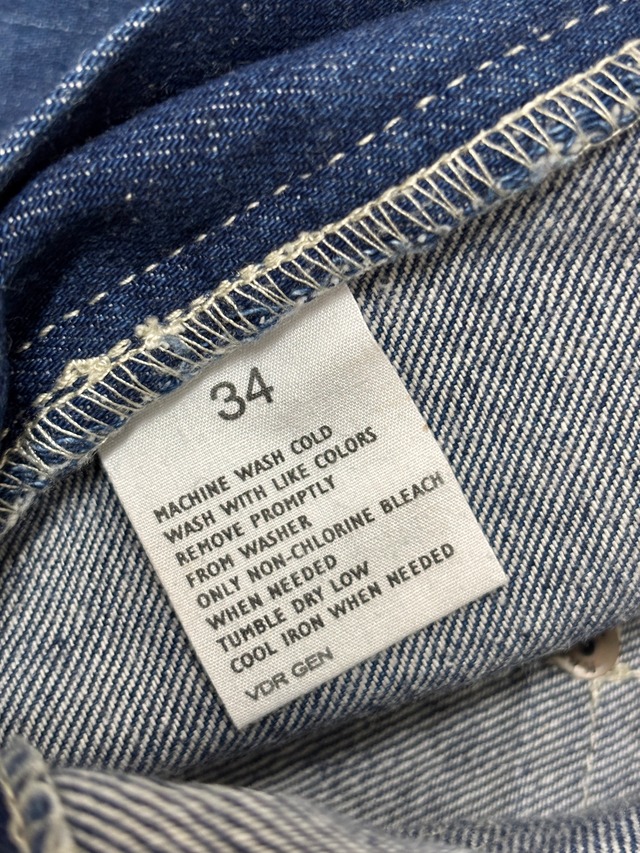 34
MACHINE WASH COLD
WASH WITH LIKE COLORS
REMOVE PROMPTLY
FROM WASHER
ONLY NON-CHLORINE BLEACH
WHEN NEEDED
TUMBLE DRY LOW
COOL IRON WHEN NEEDED
VDR GEN